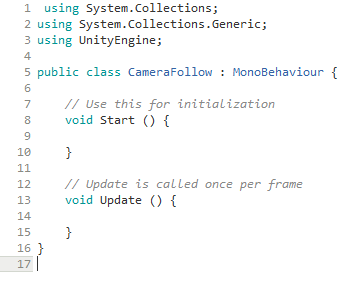 1 using System.Collections;
2 using System.Collections.Generic;
3 using UnityEngine;
4
5 public class CameraFollow : MonoBehaviour {
6
7     // Use this for initialization
8     void Start () {
9
10     }
11
12     // Update is called once per frame
13     void Update () {
14
15     }
16 }
17